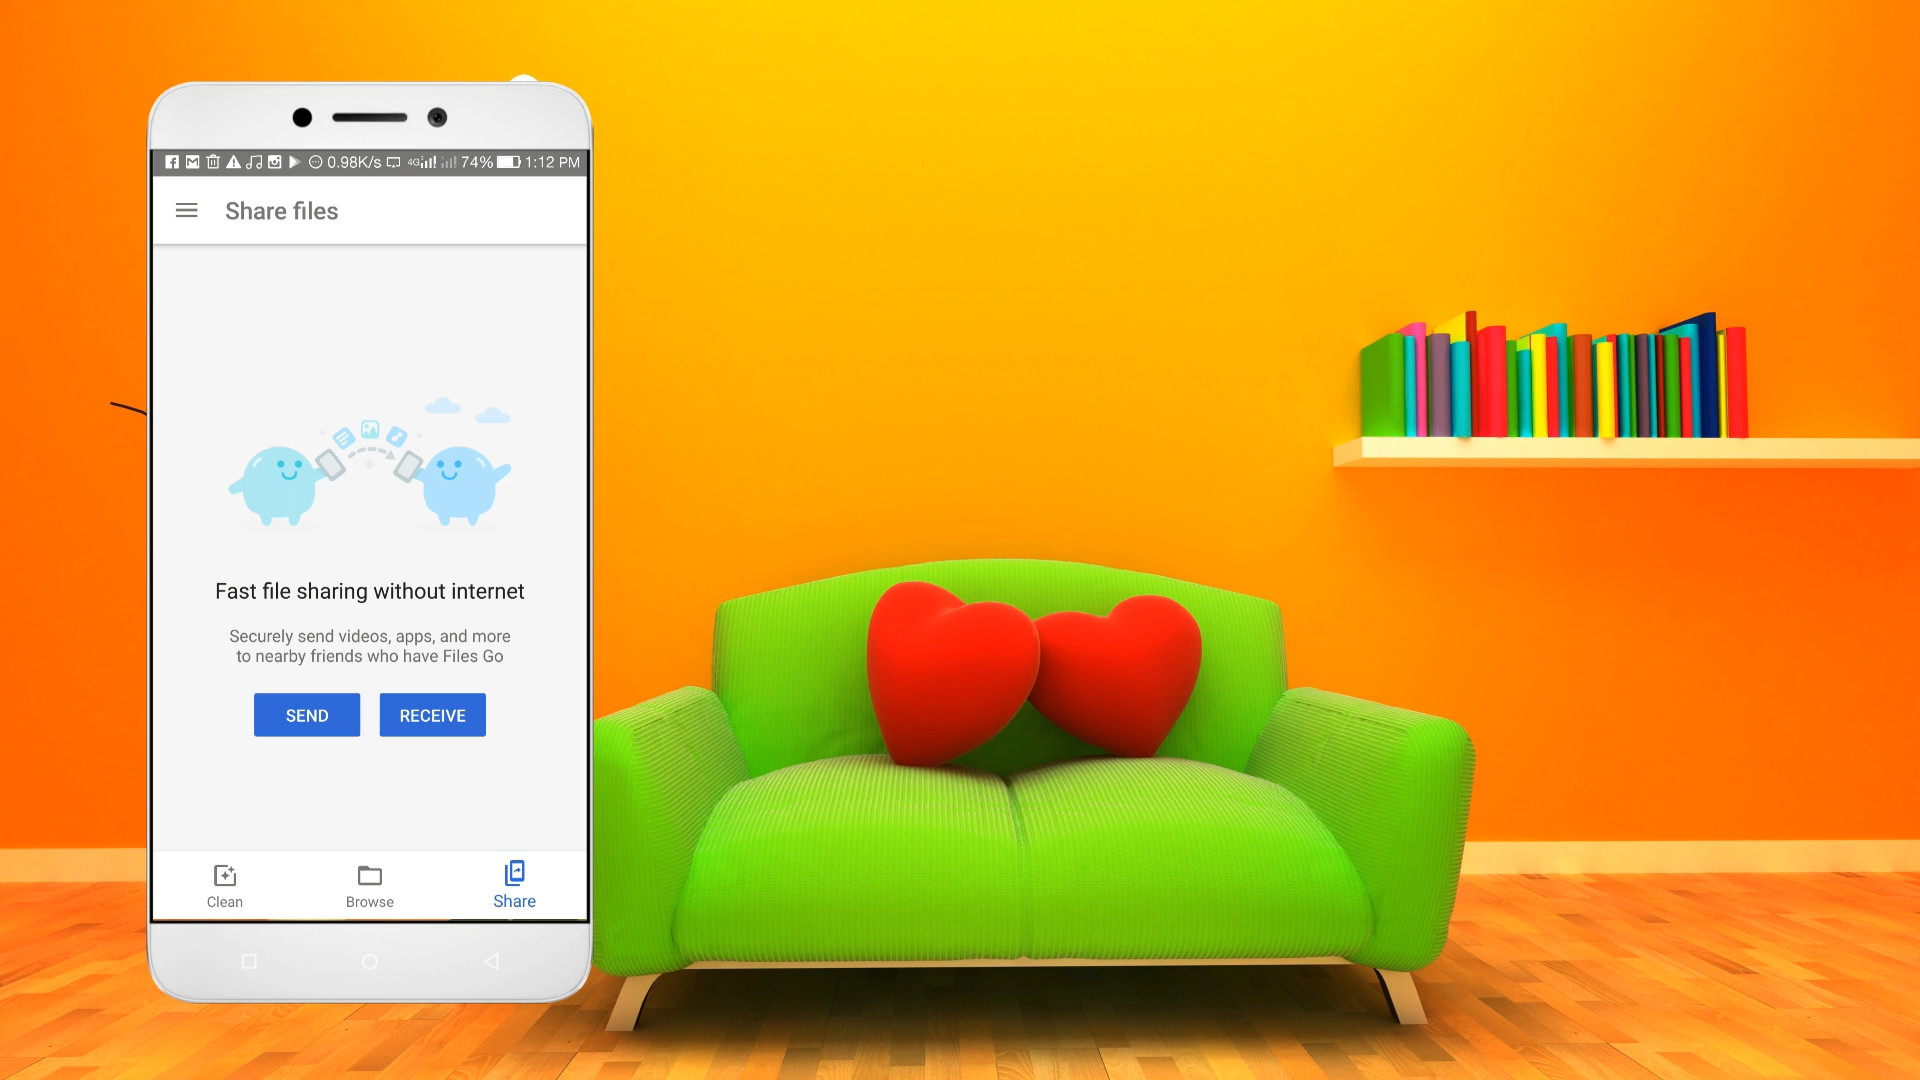 0.98K/s 4G 74% 1:12 PM
Share files
Fast file sharing without internet
Securely send videos, apps, and more
to nearby friends who have Files Go
SEND RECEIVE
Clean Browse Share